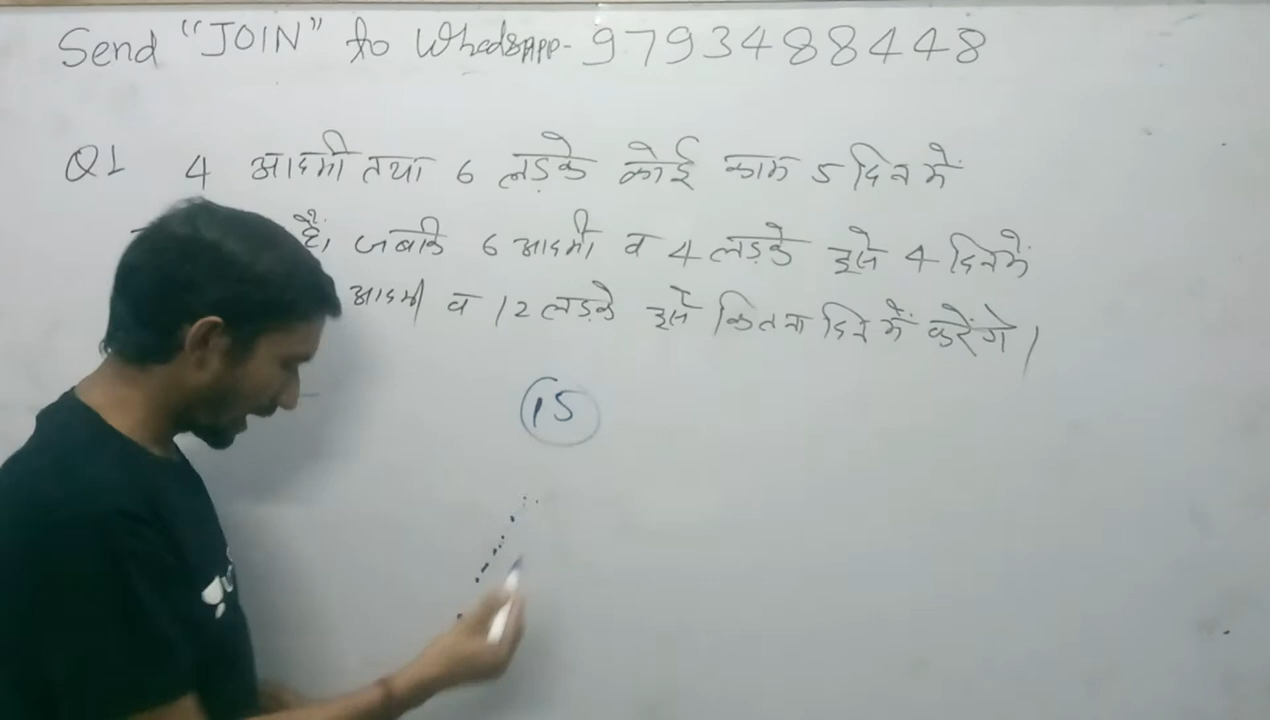 Send "JOIN" to WhatsApp- 9793488448
Q1 4 आदमी तथा 6 लड़के कोई काम 5 दिन में
हैं, जबकि 6 आदमी व 4 लड़के इसे 4 दिन में
आदमी व 12 लड़के इसे कितना दिन में करेंगे।
15